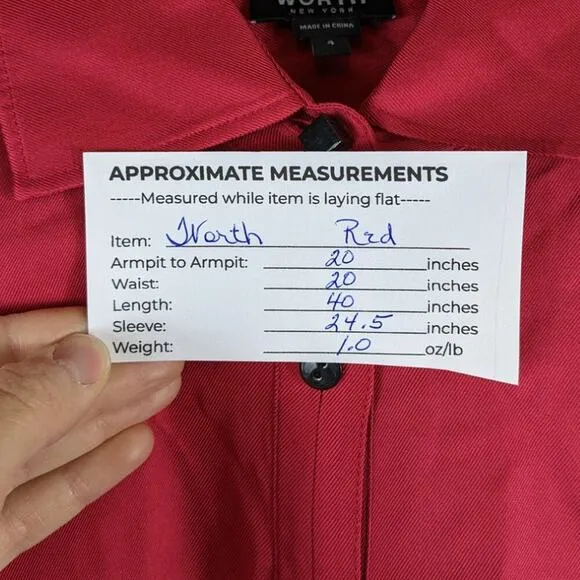 WORTH
NEW YORK
MADE IN CHINA
4
APPROXIMATE MEASUREMENTS
-----Measured while item is laying flat-----
Item: Worth Red
Armpit to Armpit: 20 inches
Waist: 20 inches
Length: 40 inches
Sleeve: 24.5 inches
Weight: 1.0 oz/lb